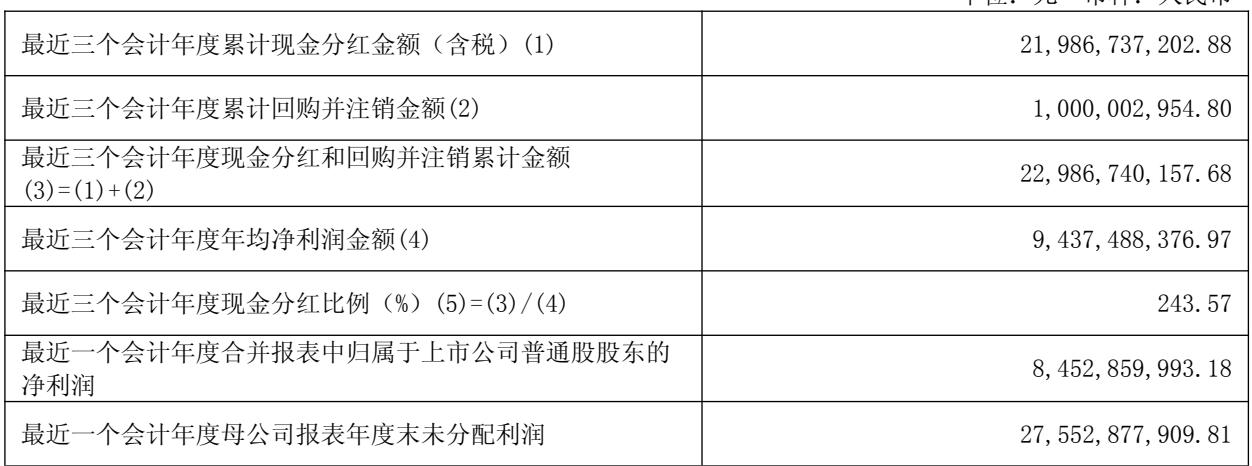 最近三个会计年度累计现金分红金额（含税）(1) 21,986,737,202.88
最近三个会计年度累计回购并注销金额(2) 1,000,002,954.80
最近三个会计年度现金分红和回购并注销累计金额
(3)=(1)+(2) 22,986,740,157.68
最近三个会计年度年均净利润金额(4) 9,437,488,376.97
最近三个会计年度现金分红比例（%）(5)=(3)/(4) 243.57
最近一个会计年度合并报表中归属于上市公司普通股股东的
净利润 8,452,859,993.18
最近一个会计年度母公司报表年度末未分配利润 27,552,877,909.81